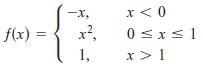 f(x) = { -x, x < 0
x², 0 ≤ x ≤ 1
1, x > 1